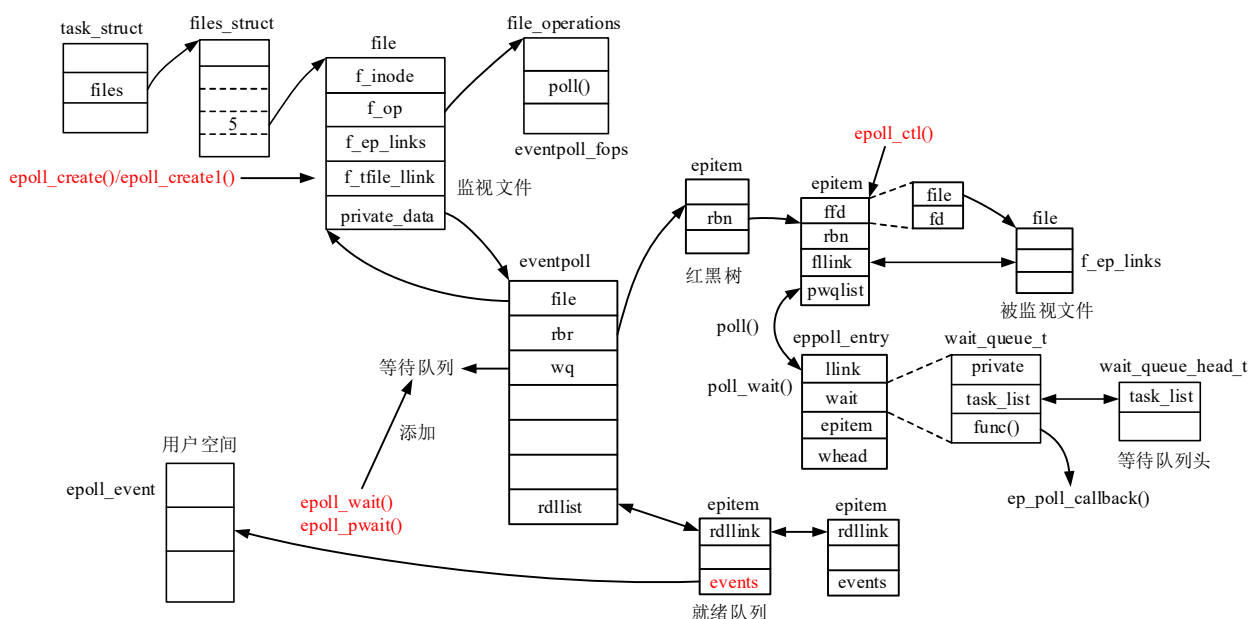 task_struct
files
files_struct
5
file
f_inode
f_op
f_ep_links
f_tfile_llink
private_data
监视文件
file_operations
poll()
eventpoll_fops
epoll_create()/epoll_create1()
eventpoll
file
rbr
wq
rdllist
等待队列
添加
epoll_wait()
epoll_pwait()
用户空间
epoll_event
epitem
rbn
红黑树
epoll_ctl()
epitem
ffd
rbn
fllink
pwqlist
file
fd
file
f_ep_links
被监视文件
poll()
poll_wait()
eppoll_entry
llink
wait
epitem
whead
wait_queue_t
private
task_list
func()
wait_queue_head_t
task_list
等待队列头
ep_poll_callback()
epitem
rdllink
events
就绪队列
epitem
rdllink
events